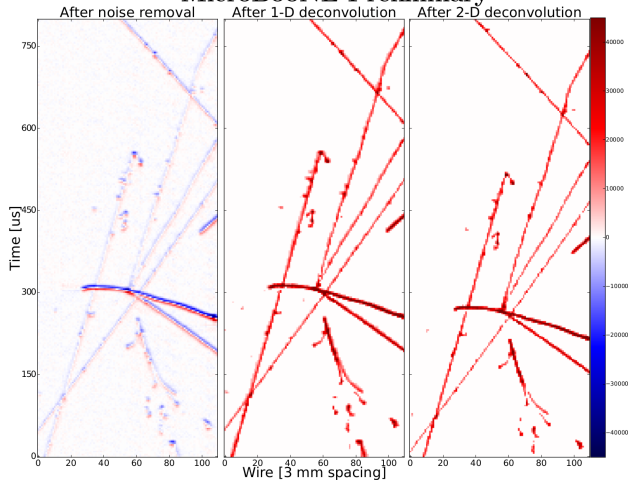 MicroBooNE Preliminary
After noise removal
After 1-D deconvolution
After 2-D deconvolution
Time [us]
750
600
450
300
150
0
0 20 40 60 80 100
0 20 40 60 80 100
0 20 40 60 80 100
Wire [3 mm spacing]
40000
30000
20000
10000
0
-10000
-20000
-30000
-40000